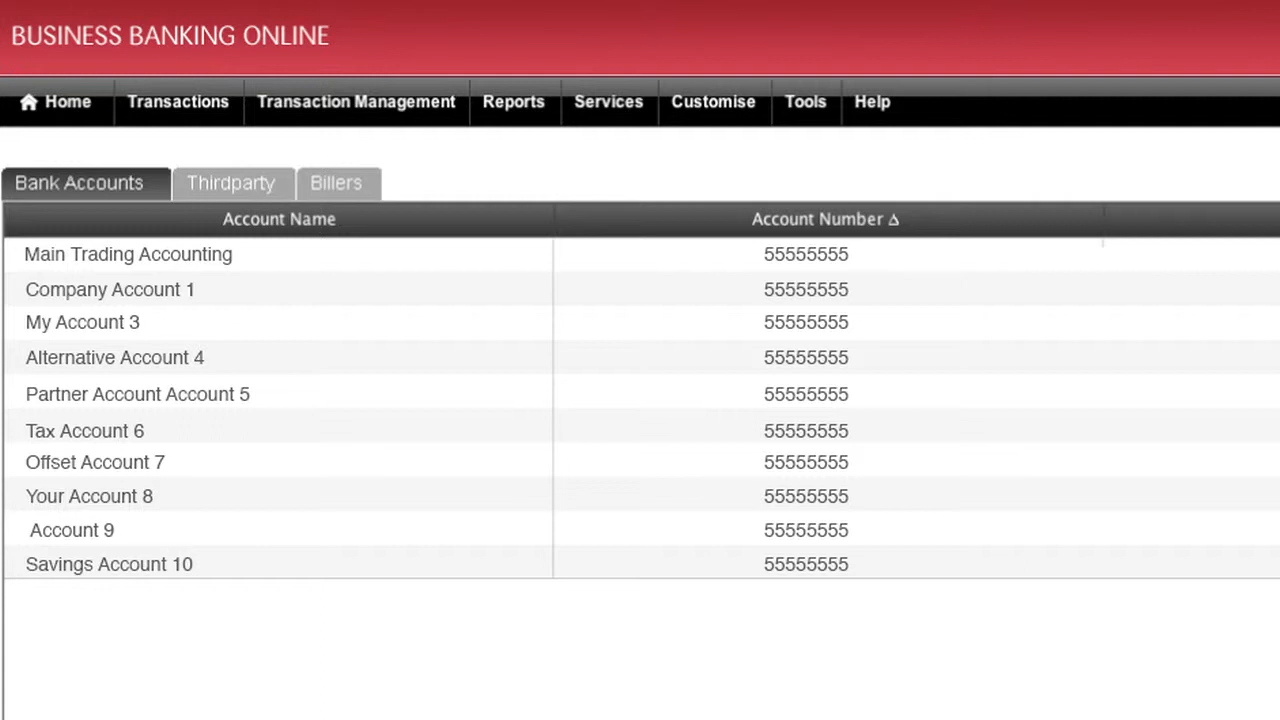 BUSINESS BANKING ONLINE
Home Transactions Transaction Management Reports Services Customise Tools Help
Bank Accounts Thirdparty Billers
Account Name Account Number Δ
Main Trading Accounting 55555555
Company Account 1 55555555
My Account 3 55555555
Alternative Account 4 55555555
Partner Account Account 5 55555555
Tax Account 6 55555555
Offset Account 7 55555555
Your Account 8 55555555
Account 9 55555555
Savings Account 10 55555555